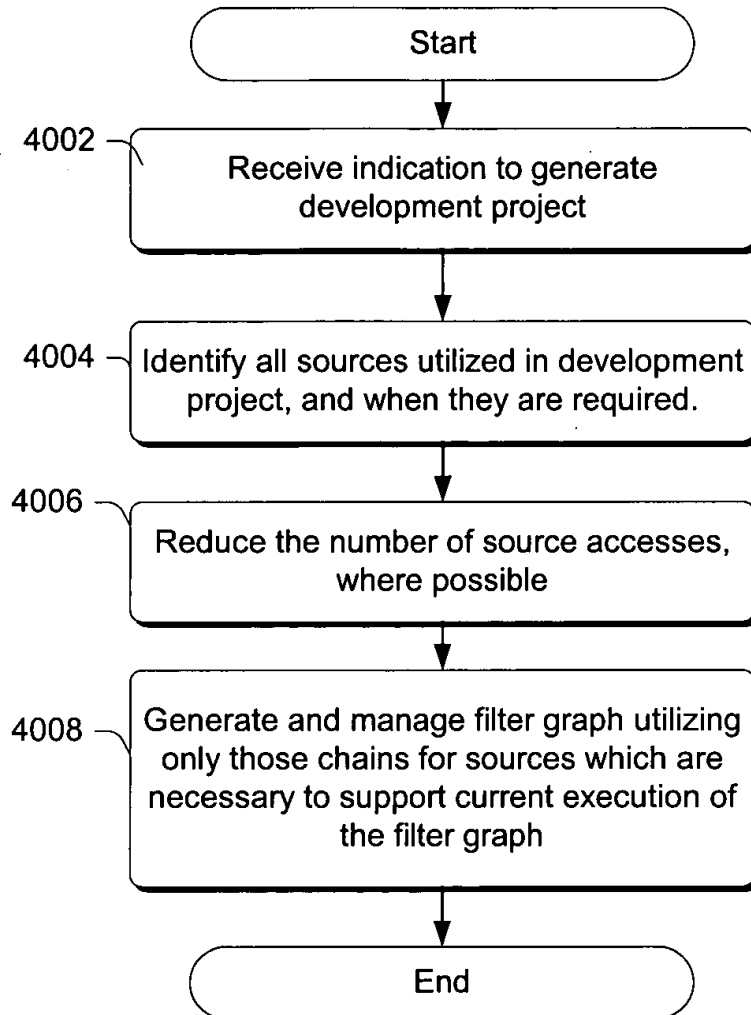 Start
4002
Receive indication to generate
development project
4004
Identify all sources utilized in development
project, and when they are required.
4006
Reduce the number of source accesses,
where possible
4008
Generate and manage filter graph utilizing
only those chains for sources which are
necessary to support current execution of
the filter graph
End